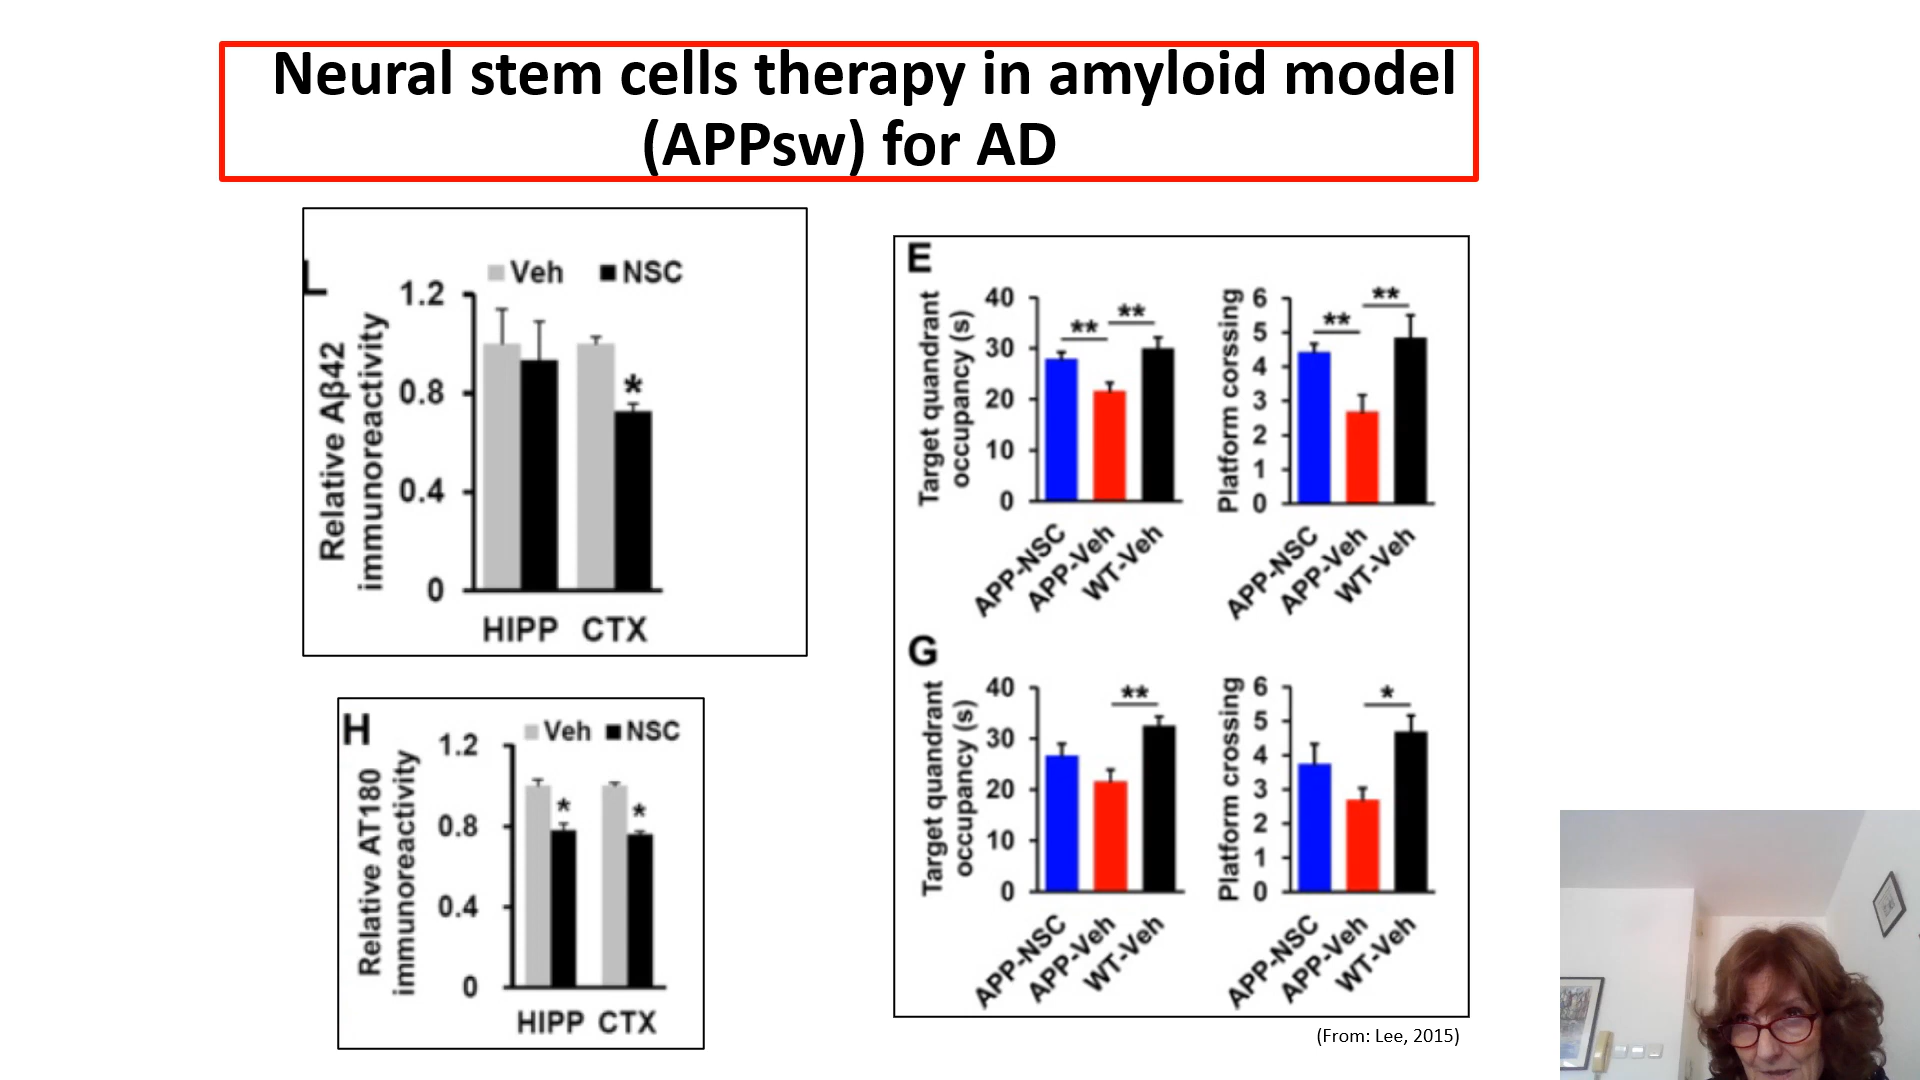 Neural stem cells therapy in amyloid model
(APPsw) for AD
L
Veh NSC
Relative Aβ42
immunoreactivity
1.2
0.8
0.4
0
*
HIPP CTX
H
Veh NSC
Relative AT180
immunoreactivity
1.2
0.8
0.4
0
* *
HIPP CTX
E
Target quandrant
occupancy (s)
40
30
20
10
0
** **
APP-NSC
APP-Veh
WT-Veh
Platform corssing
6
5
4
3
2
1
0
** **
APP-NSC
APP-Veh
WT-Veh
G
Target quandrant
occupancy (s)
40
30
20
10
0
**
APP-NSC
APP-Veh
WT-Veh
Platform crossing
6
5
4
3
2
1
0
*
APP-NSC
APP-Veh
WT-Veh
(From: Lee, 2015)